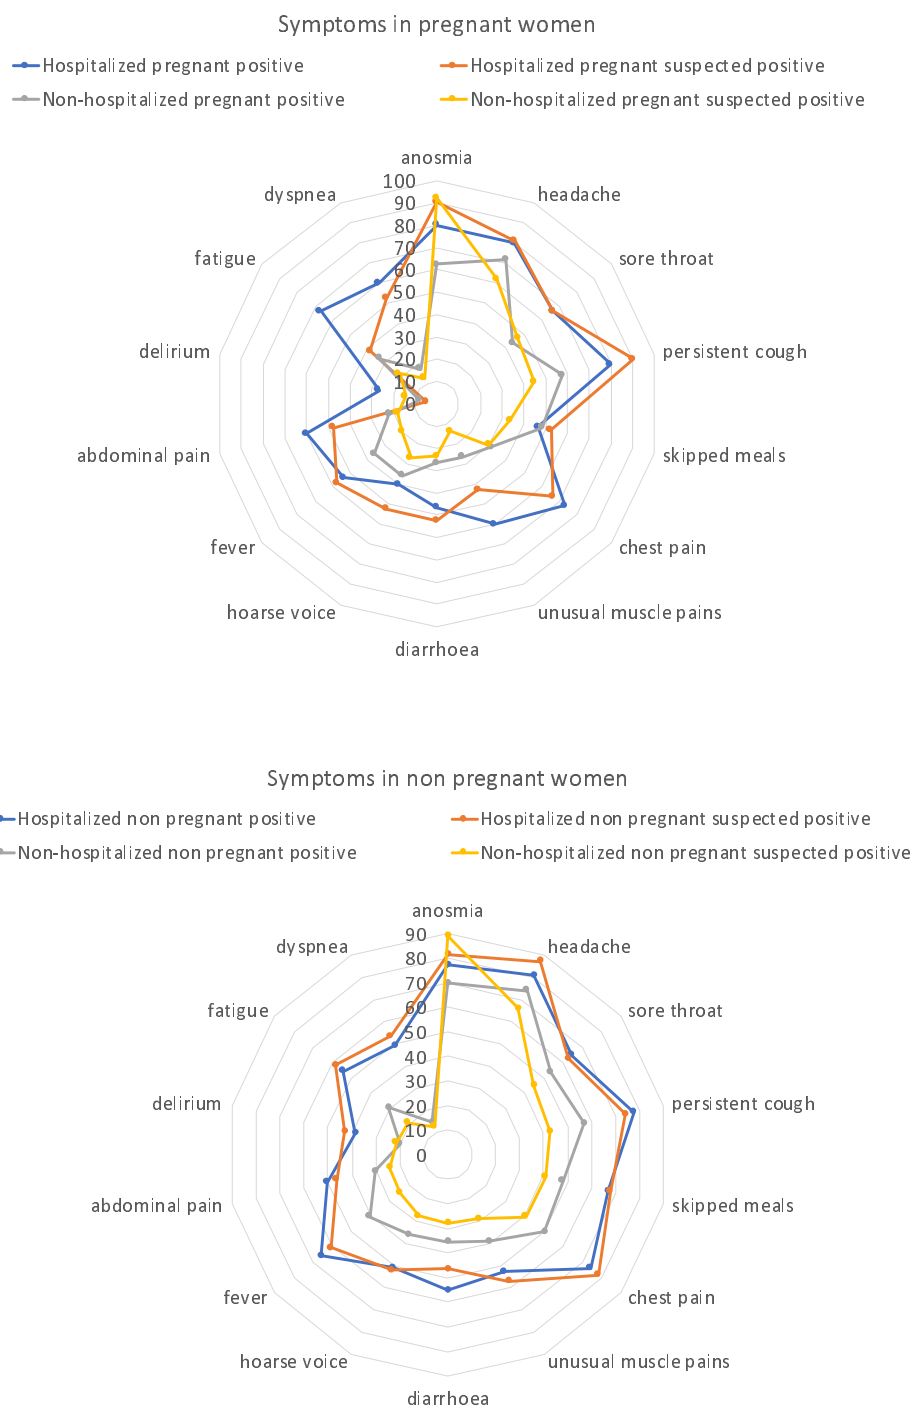 Symptoms in pregnant women
Hospitalized pregnant positive
Hospitalized pregnant suspected positive
Non-hospitalized pregnant positive
Non-hospitalized pregnant suspected positive
anosmia
headache
sore throat
persistent cough
skipped meals
chest pain
unusual muscle pains
diarrhoea
hoarse voice
fever
abdominal pain
delirium
fatigue
dyspnea
100
90
80
70
60
50
40
30
20
10
0
Symptoms in non pregnant women
Hospitalized non pregnant positive
Hospitalized non pregnant suspected positive
Non-hospitalized non pregnant positive
Non-hospitalized non pregnant suspected positive
anosmia
headache
sore throat
persistent cough
skipped meals
chest pain
unusual muscle pains
diarrhoea
hoarse voice
fever
abdominal pain
delirium
fatigue
dyspnea
90
80
70
60
50
40
30
20
10
0